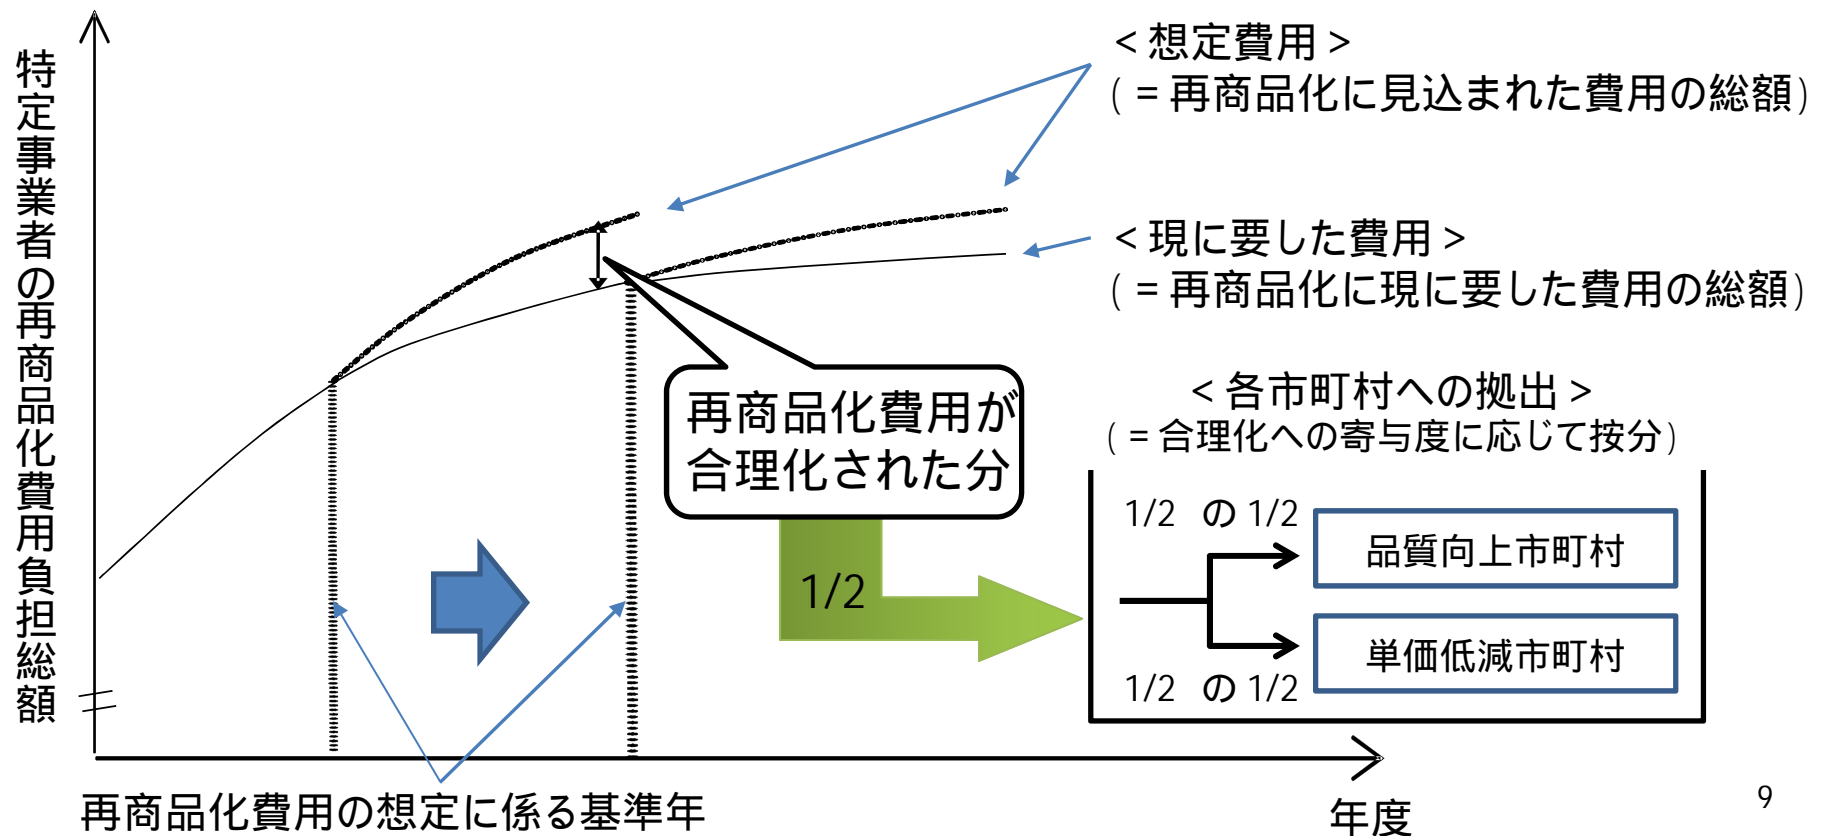 特定事業者の再商品化費用負担総額
<想定費用>
(=再商品化に見込まれた費用の総額)
<現に要した費用>
(=再商品化に現に要した費用の総額)
再商品化費用が
合理化された分
<各市町村への拠出>
(=合理化への寄与度に応じて按分)
1/2 の 1/2
品質向上市町村
1/2
単価低減市町村
1/2 の 1/2
再商品化費用の想定に係る基準年
年度
9